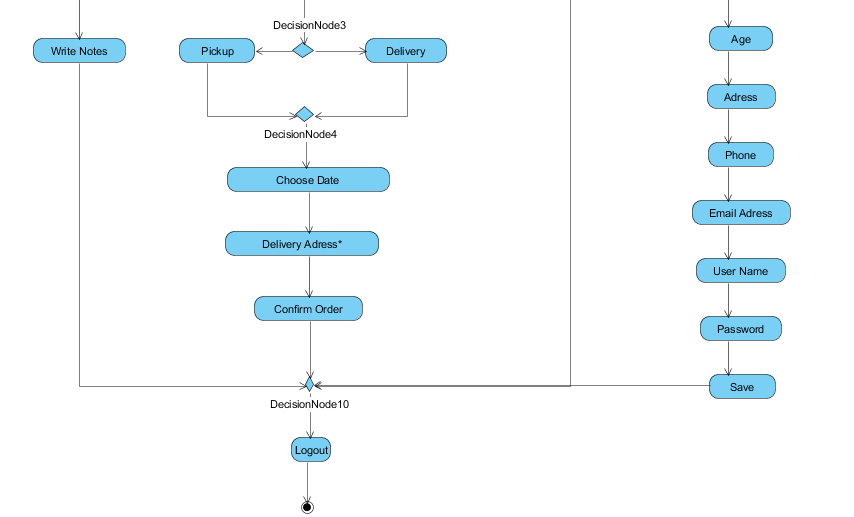 DecisionNode3
Write Notes
Pickup
Delivery
Age
Adress
DecisionNode4
Phone
Choose Date
Email Adress
Delivery Adress*
User Name
Confirm Order
Password
Save
DecisionNode10
Logout